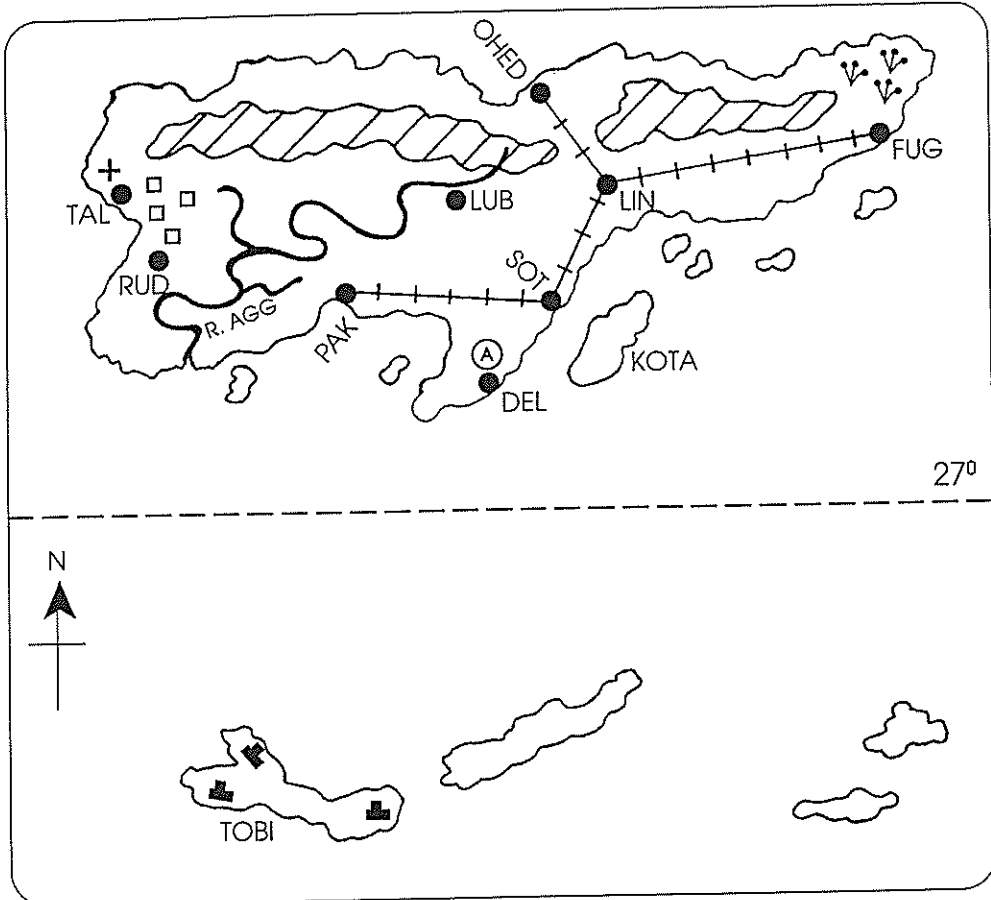 OHED
FUG
TAL
LUB
LIN
RUD
SOT
R. AGG
PAK
KOTA
A
DEL
27⁰
N
TOBI